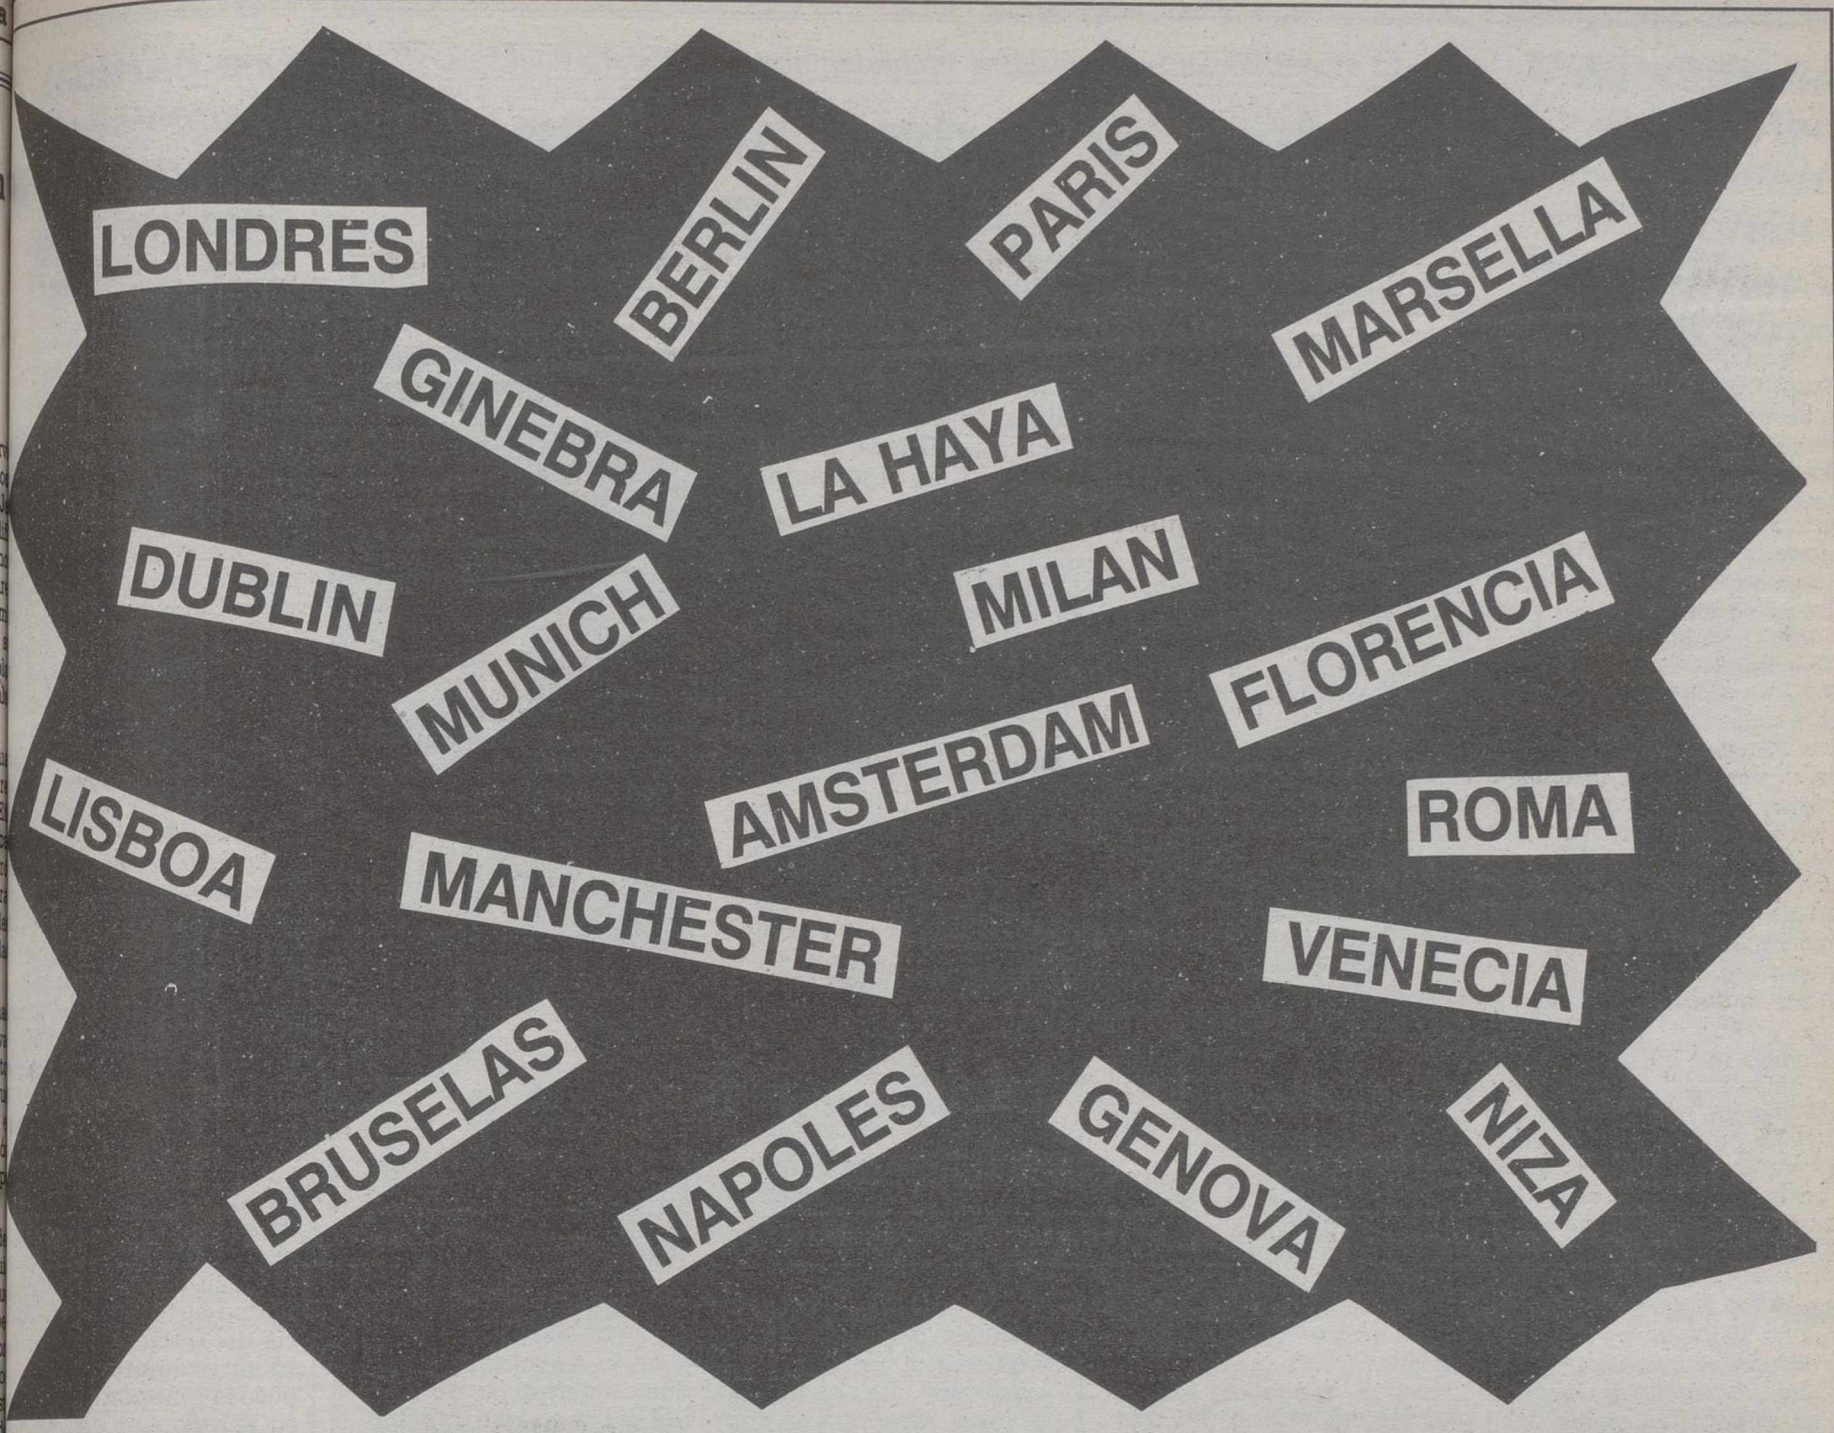 LONDRES
BERLIN
PARIS
MARSELLA
GINEBRA
LA HAYA
DUBLIN
MUNICH
MILAN
FLORENCIA
AMSTERDAM
LISBOA
ROMA
MANCHESTER
VENECIA
BRUSELAS
NAPOLES
GENOVA
NIZA